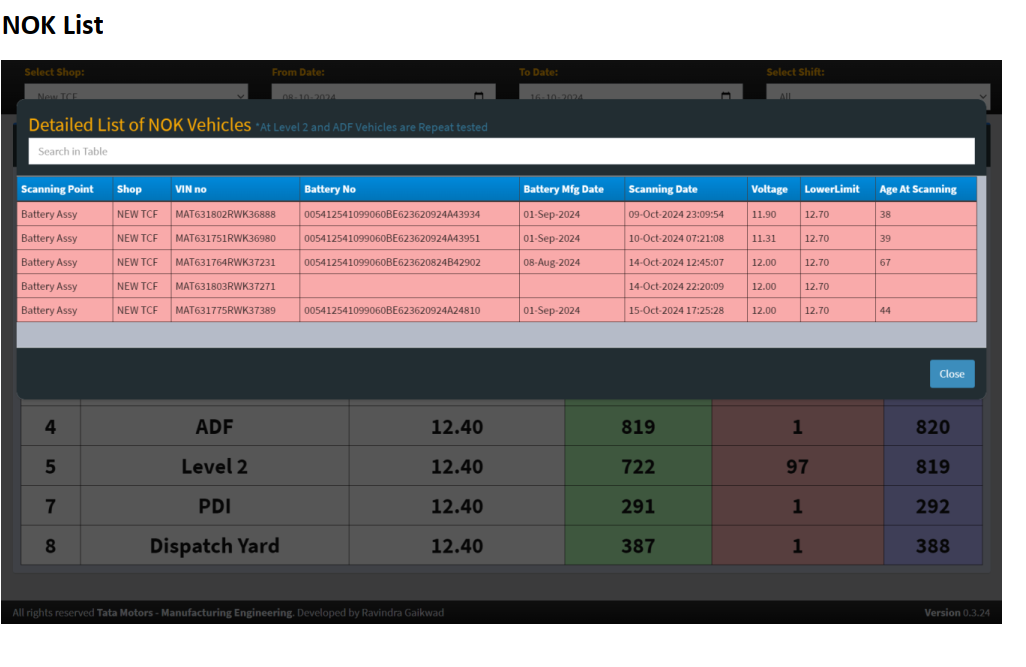 NOK List
Select Shop: From Date: To Date: Select Shift:
New TCF 08-10-2024 16-10-2024 All
Detailed List of NOK Vehicles *At Level 2 and ADF Vehicles are Repeat tested
Search in Table
Scanning Point Shop VIN no Battery No Battery Mfg Date Scanning Date Voltage LowerLimit Age At Scanning
Battery Assy NEW TCF MAT631802RWK36888 005412541099060BE623620924A43934 01-Sep-2024 09-Oct-2024 23:09:54 11.90 12.70 38
Battery Assy NEW TCF MAT631751RWK36980 005412541099060BE623620924A43951 01-Sep-2024 10-Oct-2024 07:21:08 11.31 12.70 39
Battery Assy NEW TCF MAT631764RWK37231 005412541099060BE623620824B42902 08-Aug-2024 14-Oct-2024 12:45:07 12.00 12.70 67
Battery Assy NEW TCF MAT631803RWK37271 14-Oct-2024 22:20:09 12.00 12.70
Battery Assy NEW TCF MAT631775RWK37389 005412541099060BE623620924A24810 01-Sep-2024 15-Oct-2024 17:25:28 12.00 12.70 44
Close
4 ADF 12.40 819 1 820
5 Level 2 12.40 722 97 819
7 PDI 12.40 291 1 292
8 Dispatch Yard 12.40 387 1 388
All rights reserved Tata Motors - Manufacturing Engineering. Developed by Ravindra Gaikwad Version 0.3.24